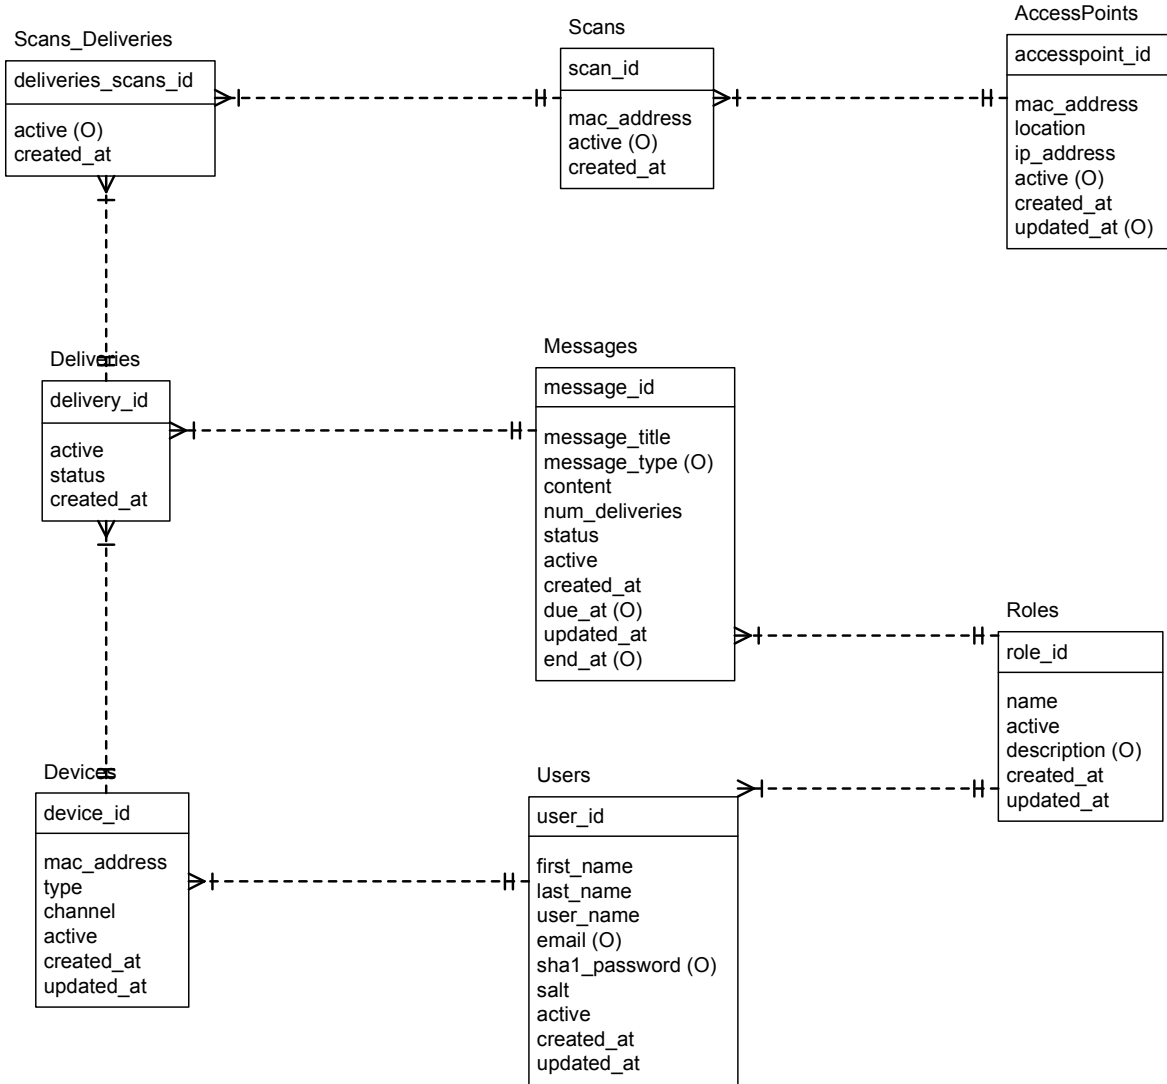 Scans_Deliveries
deliveries_scans_id
active (O)
created_at
Scans
scan_id
mac_address
active (O)
created_at
AccessPoints
accesspoint_id
mac_address
location
ip_address
active (O)
created_at
updated_at (O)
Deliveries
delivery_id
active
status
created_at
Messages
message_id
message_title
message_type (O)
content
num_deliveries
status
active
created_at
due_at (O)
updated_at
end_at (O)
Roles
role_id
name
active
description (O)
created_at
updated_at
Devices
device_id
mac_address
type
channel
active
created_at
updated_at
Users
user_id
first_name
last_name
user_name
email (O)
sha1_password (O)
salt
active
created_at
updated_at